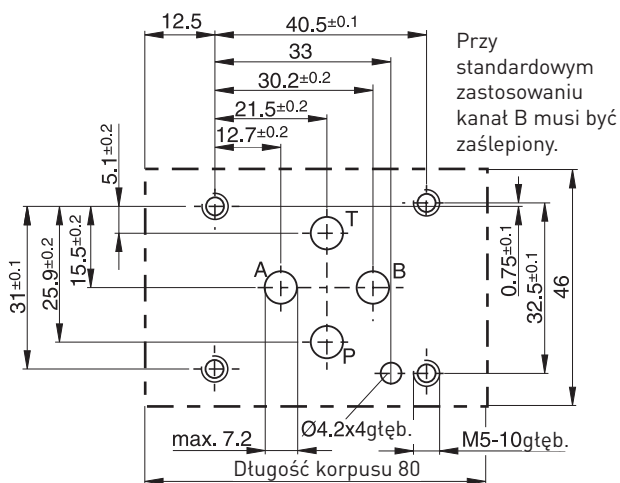 12.5
40.5±0.1
33
30.2±0.2
21.5±0.2
12.7±0.2
Przy
standardowym
zastosowaniu
kanał B musi być
zaślepiony.
5.1±0.2
15.5±0.2
25.9±0.2
31±0.1
T
A
B
P
0.75±0.1
32.5±0.1
46
max. 7.2
Ø4.2x4głęb.
M5-10głęb.
Długość korpusu 80